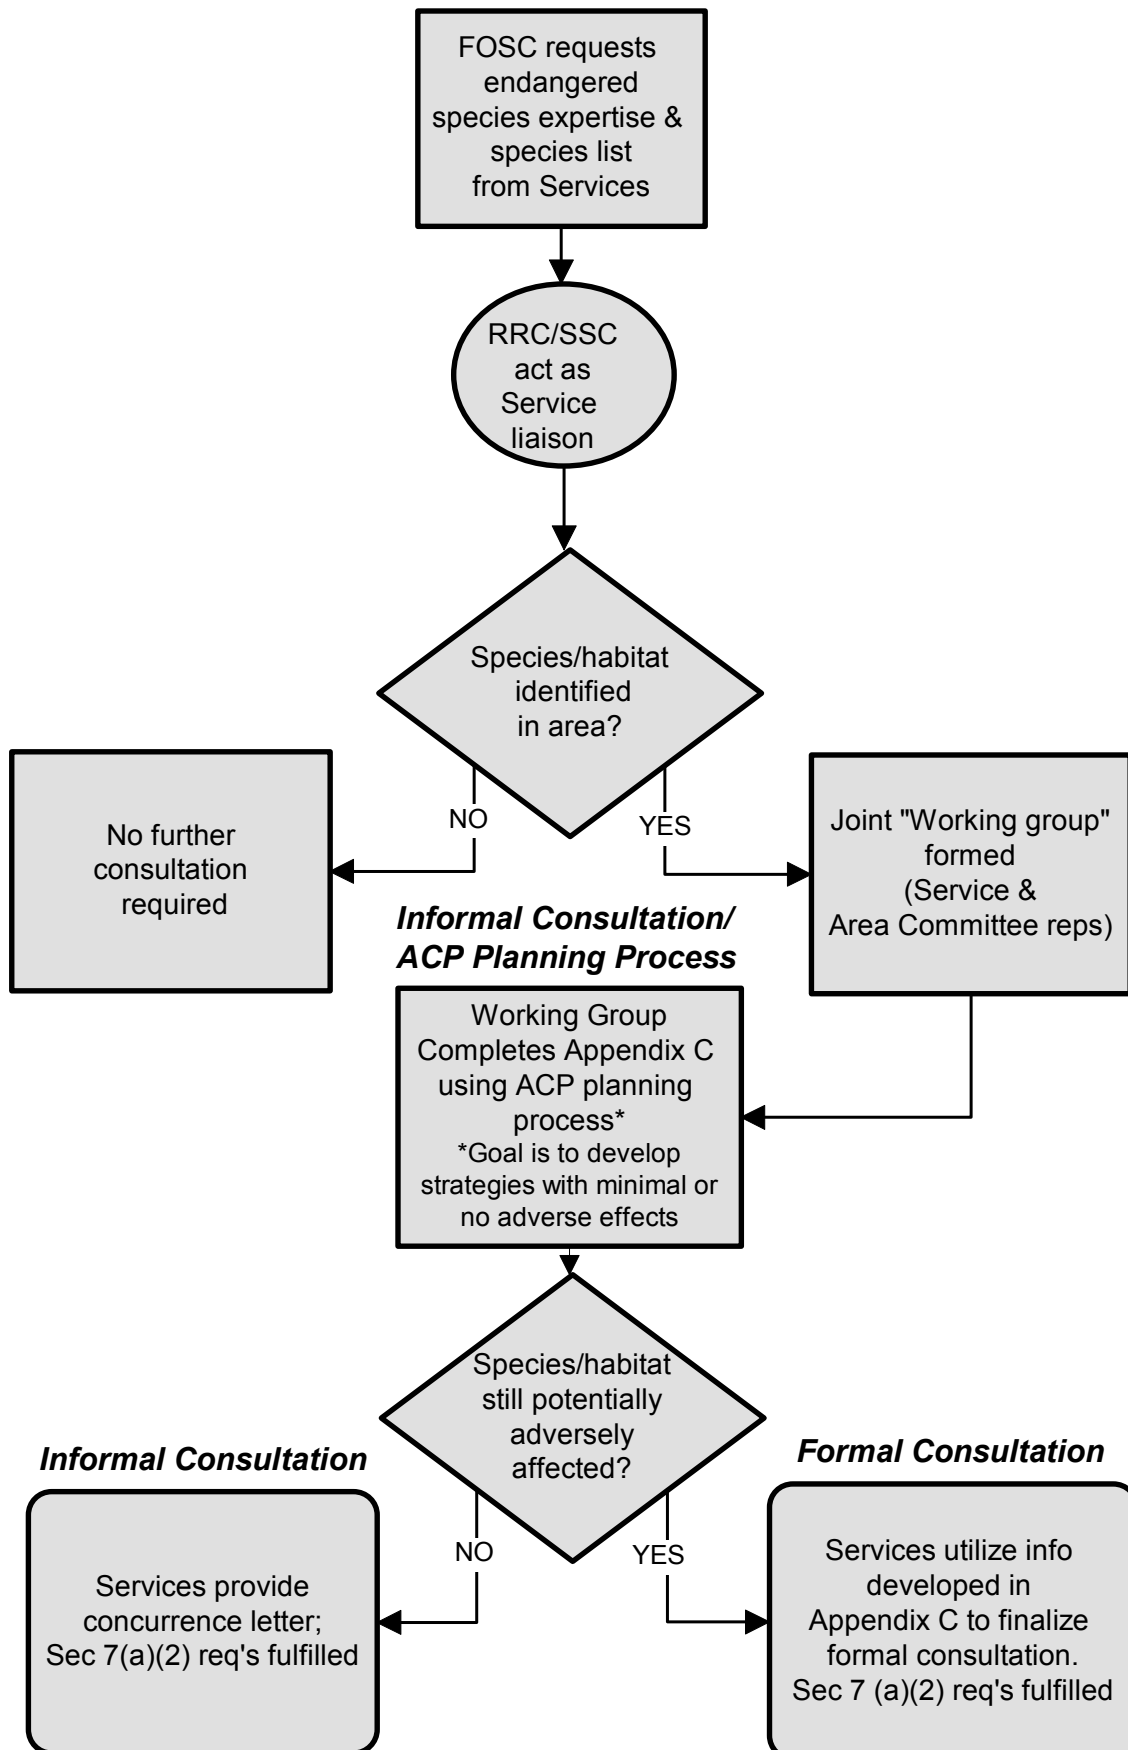 FOSC requests
endangered
species expertise &
species list
from Services
RRC/SSC
act as
Service
liaison
Species/habitat
identified
in area?
NO
YES
No further
consultation
required
Joint "Working group"
formed
(Service &
Area Committee reps)
Informal Consultation/
ACP Planning Process
Working Group
Completes Appendix C
using ACP planning
process*
*Goal is to develop
strategies with minimal or
no adverse effects
Species/habitat
still potentially
adversely
affected?
NO
YES
Informal Consultation
Services provide
concurrence letter;
Sec 7(a)(2) req's fulfilled
Formal Consultation
Services utilize info
developed in
Appendix C to finalize
formal consultation.
Sec 7 (a)(2) req's fulfilled